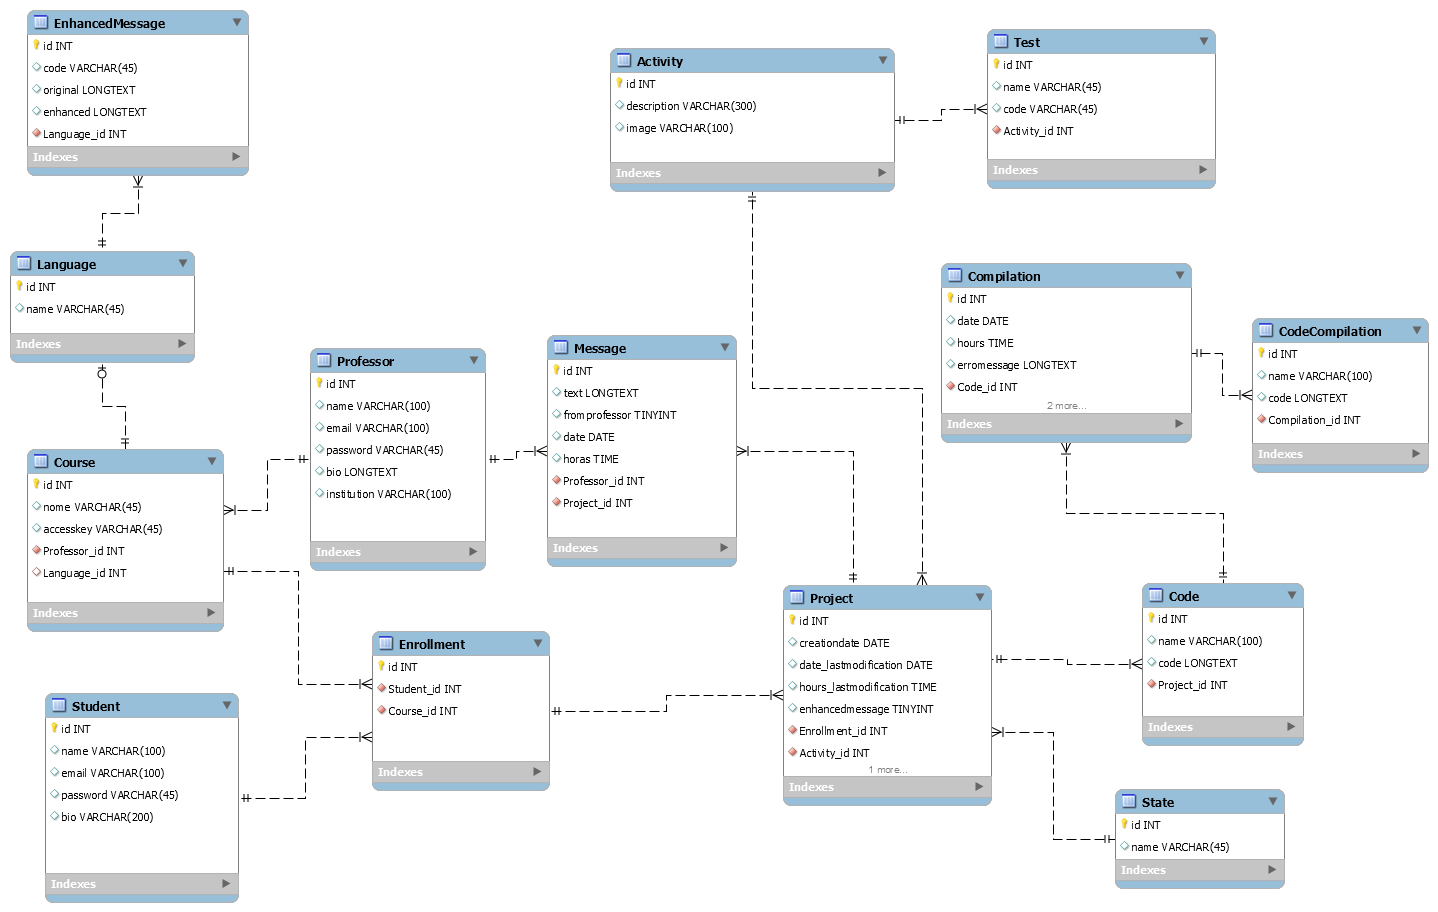 EnhancedMessage
id INT
code VARCHAR(45)
original LONGTEXT
enhanced LONGTEXT
Language_id INT
Indexes
Activity
id INT
description VARCHAR(300)
image VARCHAR(100)
Indexes
Test
id INT
name VARCHAR(45)
code VARCHAR(45)
Activity_id INT
Indexes
Language
id INT
name VARCHAR(45)
Indexes
Professor
id INT
name VARCHAR(100)
email VARCHAR(100)
password VARCHAR(45)
bio LONGTEXT
institution VARCHAR(100)
Indexes
Message
id INT
text LONGTEXT
fromprofessor TINYINT
date DATE
horas TIME
Professor_id INT
Project_id INT
Indexes
Compilation
id INT
date DATE
hours TIME
erromessage LONGTEXT
Code_id INT
2 more...
Indexes
CodeCompilation
id INT
name VARCHAR(100)
code LONGTEXT
Compilation_id INT
Indexes
Course
id INT
nome VARCHAR(45)
accesskey VARCHAR(45)
Professor_id INT
Language_id INT
Indexes
Enrollment
id INT
Student_id INT
Course_id INT
Indexes
Project
id INT
creationdate DATE
date_lastmodification DATE
hours_lastmodification TIME
enhancedmessage TINYINT
Enrollment_id INT
Activity_id INT
1 more...
Indexes
Code
id INT
name VARCHAR(100)
code LONGTEXT
Project_id INT
Indexes
Student
id INT
name VARCHAR(100)
email VARCHAR(100)
password VARCHAR(45)
bio VARCHAR(200)
Indexes
State
id INT
name VARCHAR(45)
Indexes